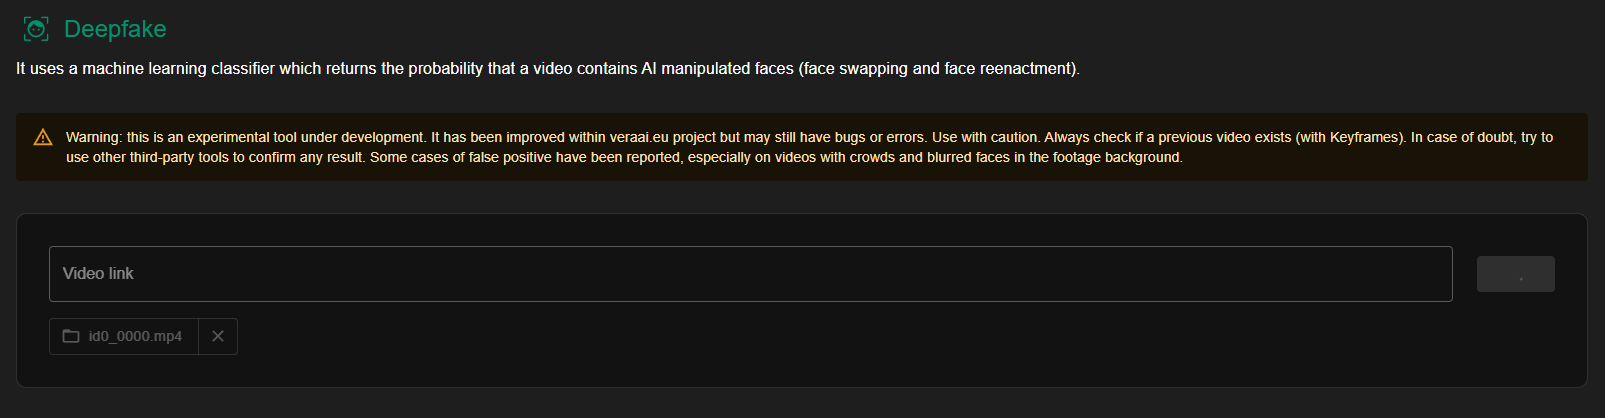 Deepfake
It uses a machine learning classifier which returns the probability that a video contains AI manipulated faces (face swapping and face reenactment).
Warning: this is an experimental tool under development. It has been improved within veraai.eu project but may still have bugs or errors. Use with caution. Always check if a previous video exists (with Keyframes). In case of doubt, try to
use other third-party tools to confirm any result. Some cases of false positive have been reported, especially on videos with crowds and blurred faces in the footage background.
Video link
id0_0000.mp4